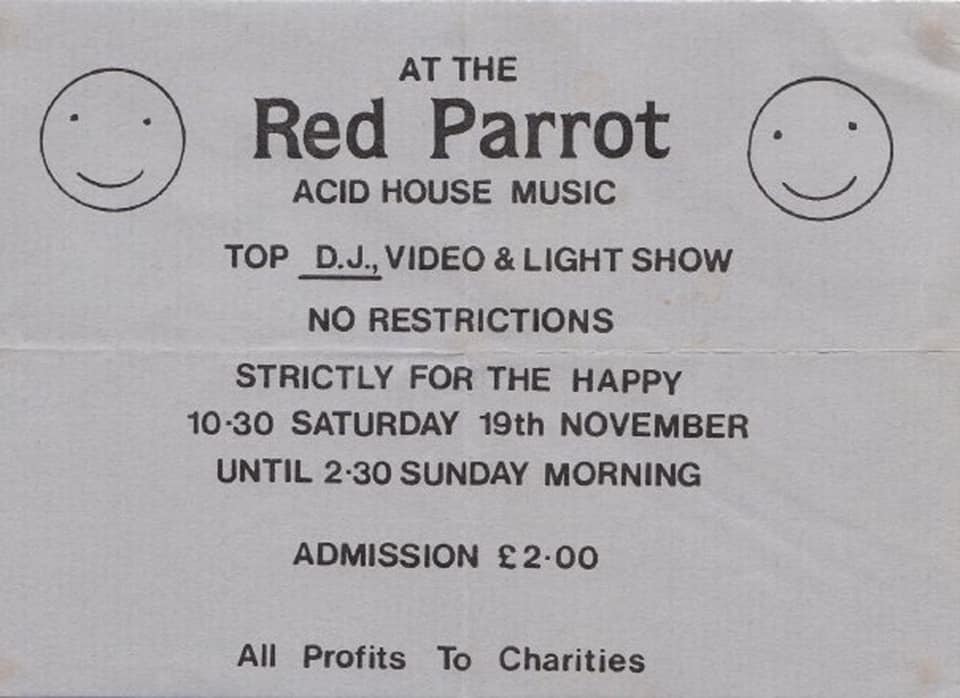 AT THE
Red Parrot
ACID HOUSE MUSIC
TOP D.J., VIDEO & LIGHT SHOW
NO RESTRICTIONS
STRICTLY FOR THE HAPPY
10·30 SATURDAY 19th NOVEMBER
UNTIL 2·30 SUNDAY MORNING
ADMISSION £2·00
All Profits To Charities